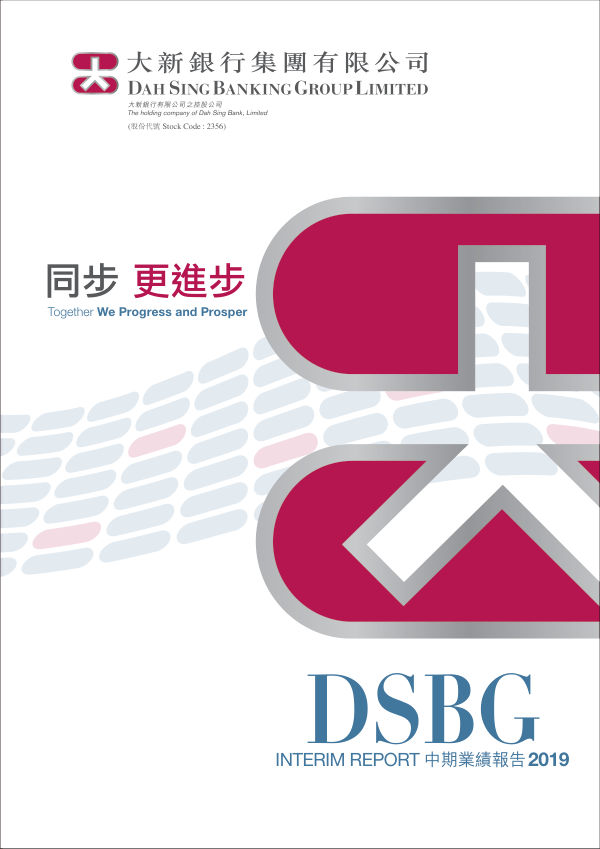 大新銀行集團有限公司
DAH SING BANKING GROUP LIMITED
大新銀行有限公司之控股公司
The holding company of Dah Sing Bank, Limited
(股份代號 Stock Code : 2356)
同步 更進步
Together We Progress and Prosper
DSBG
INTERIM REPORT 中期業績報告 2019